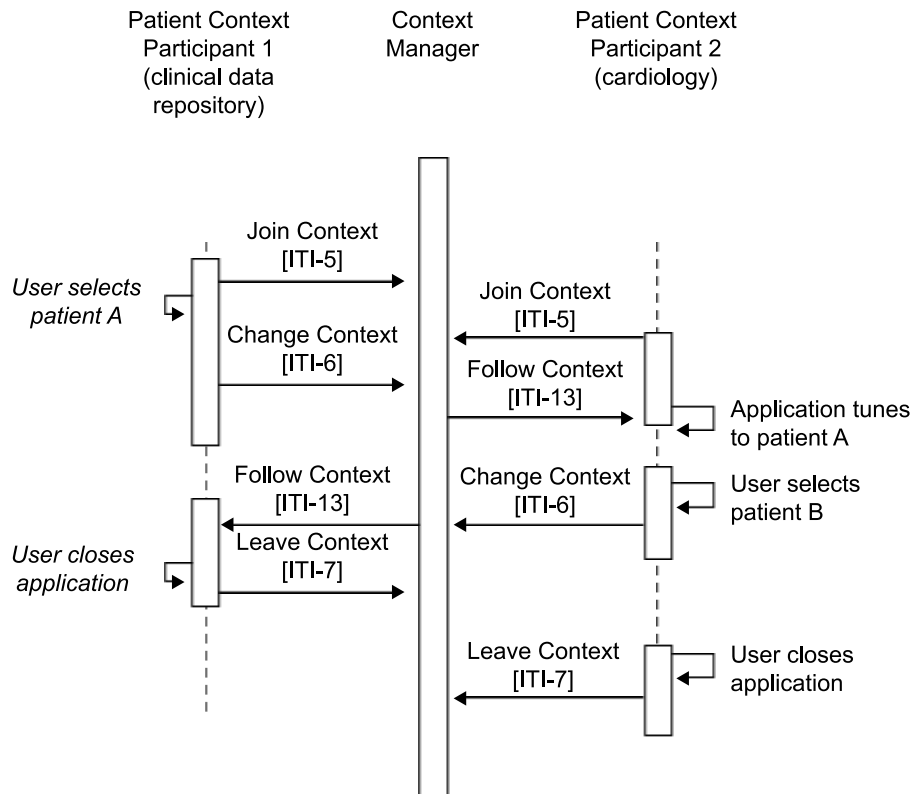 Patient Context
Participant 1
(clinical data
repository)
Context
Manager
Patient Context
Participant 2
(cardiology)
Join Context
[ITI-5]
User selects
patient A
Join Context
[ITI-5]
Change Context
[ITI-6]
Follow Context
[ITI-13]
Application tunes
to patient A
Follow Context
[ITI-13]
Change Context
[ITI-6]
User selects
patient B
Leave Context
[ITI-7]
User closes
application
Leave Context
[ITI-7]
User closes
application